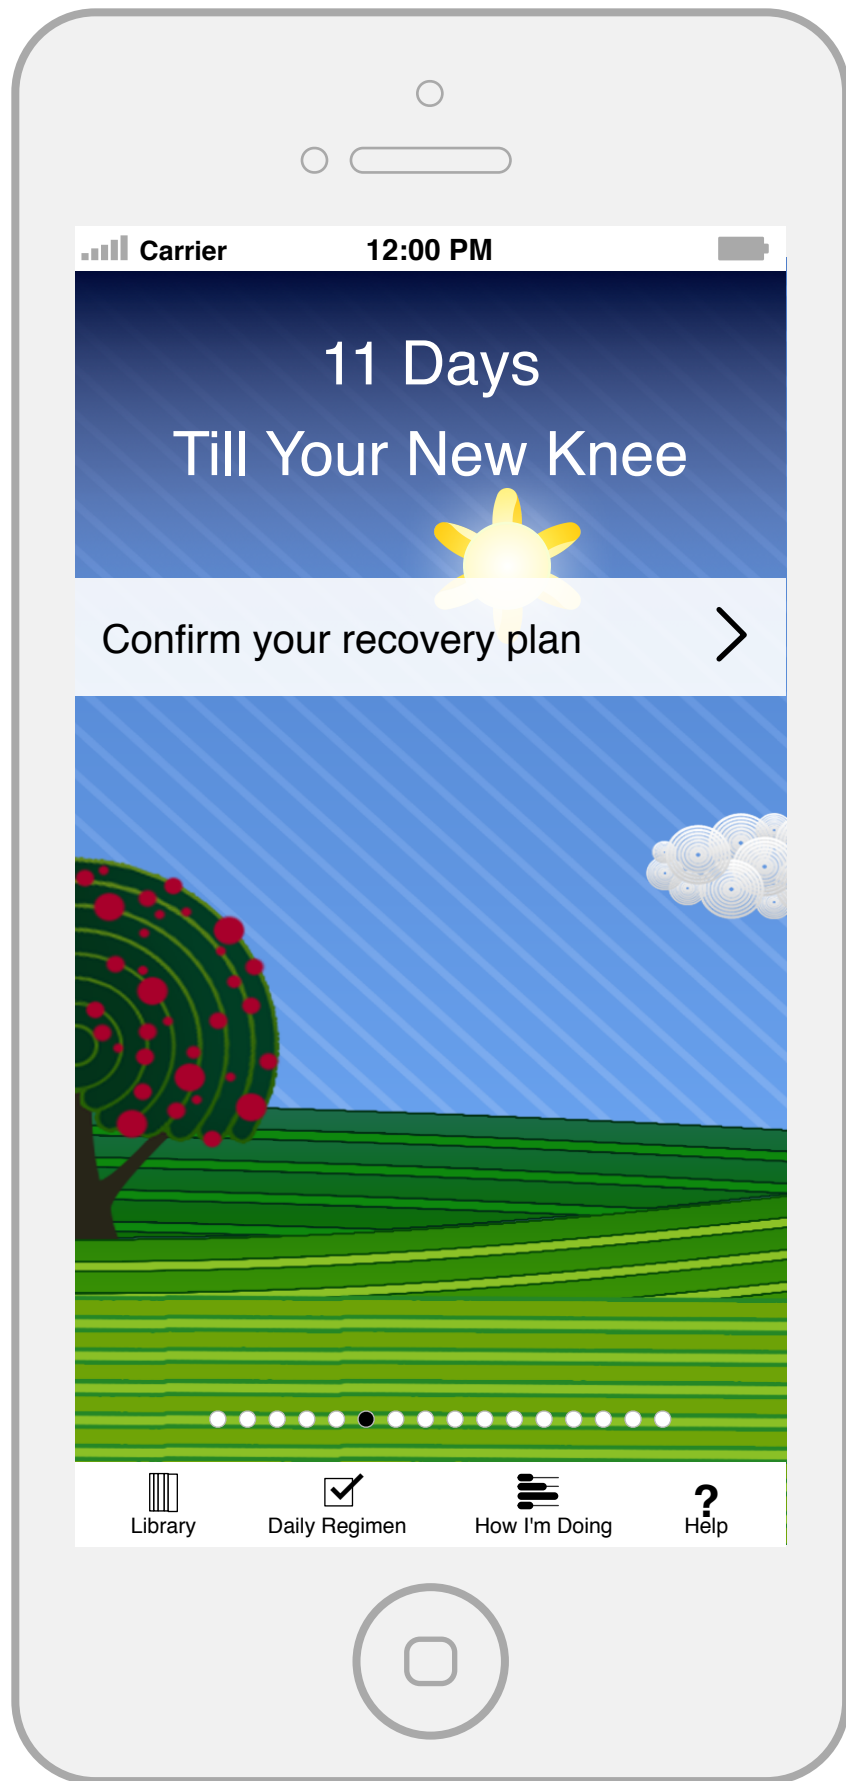 Carrier 12:00 PM
11 Days
Till Your New Knee
Confirm your recovery plan
?
Library Daily Regimen How I'm Doing Help